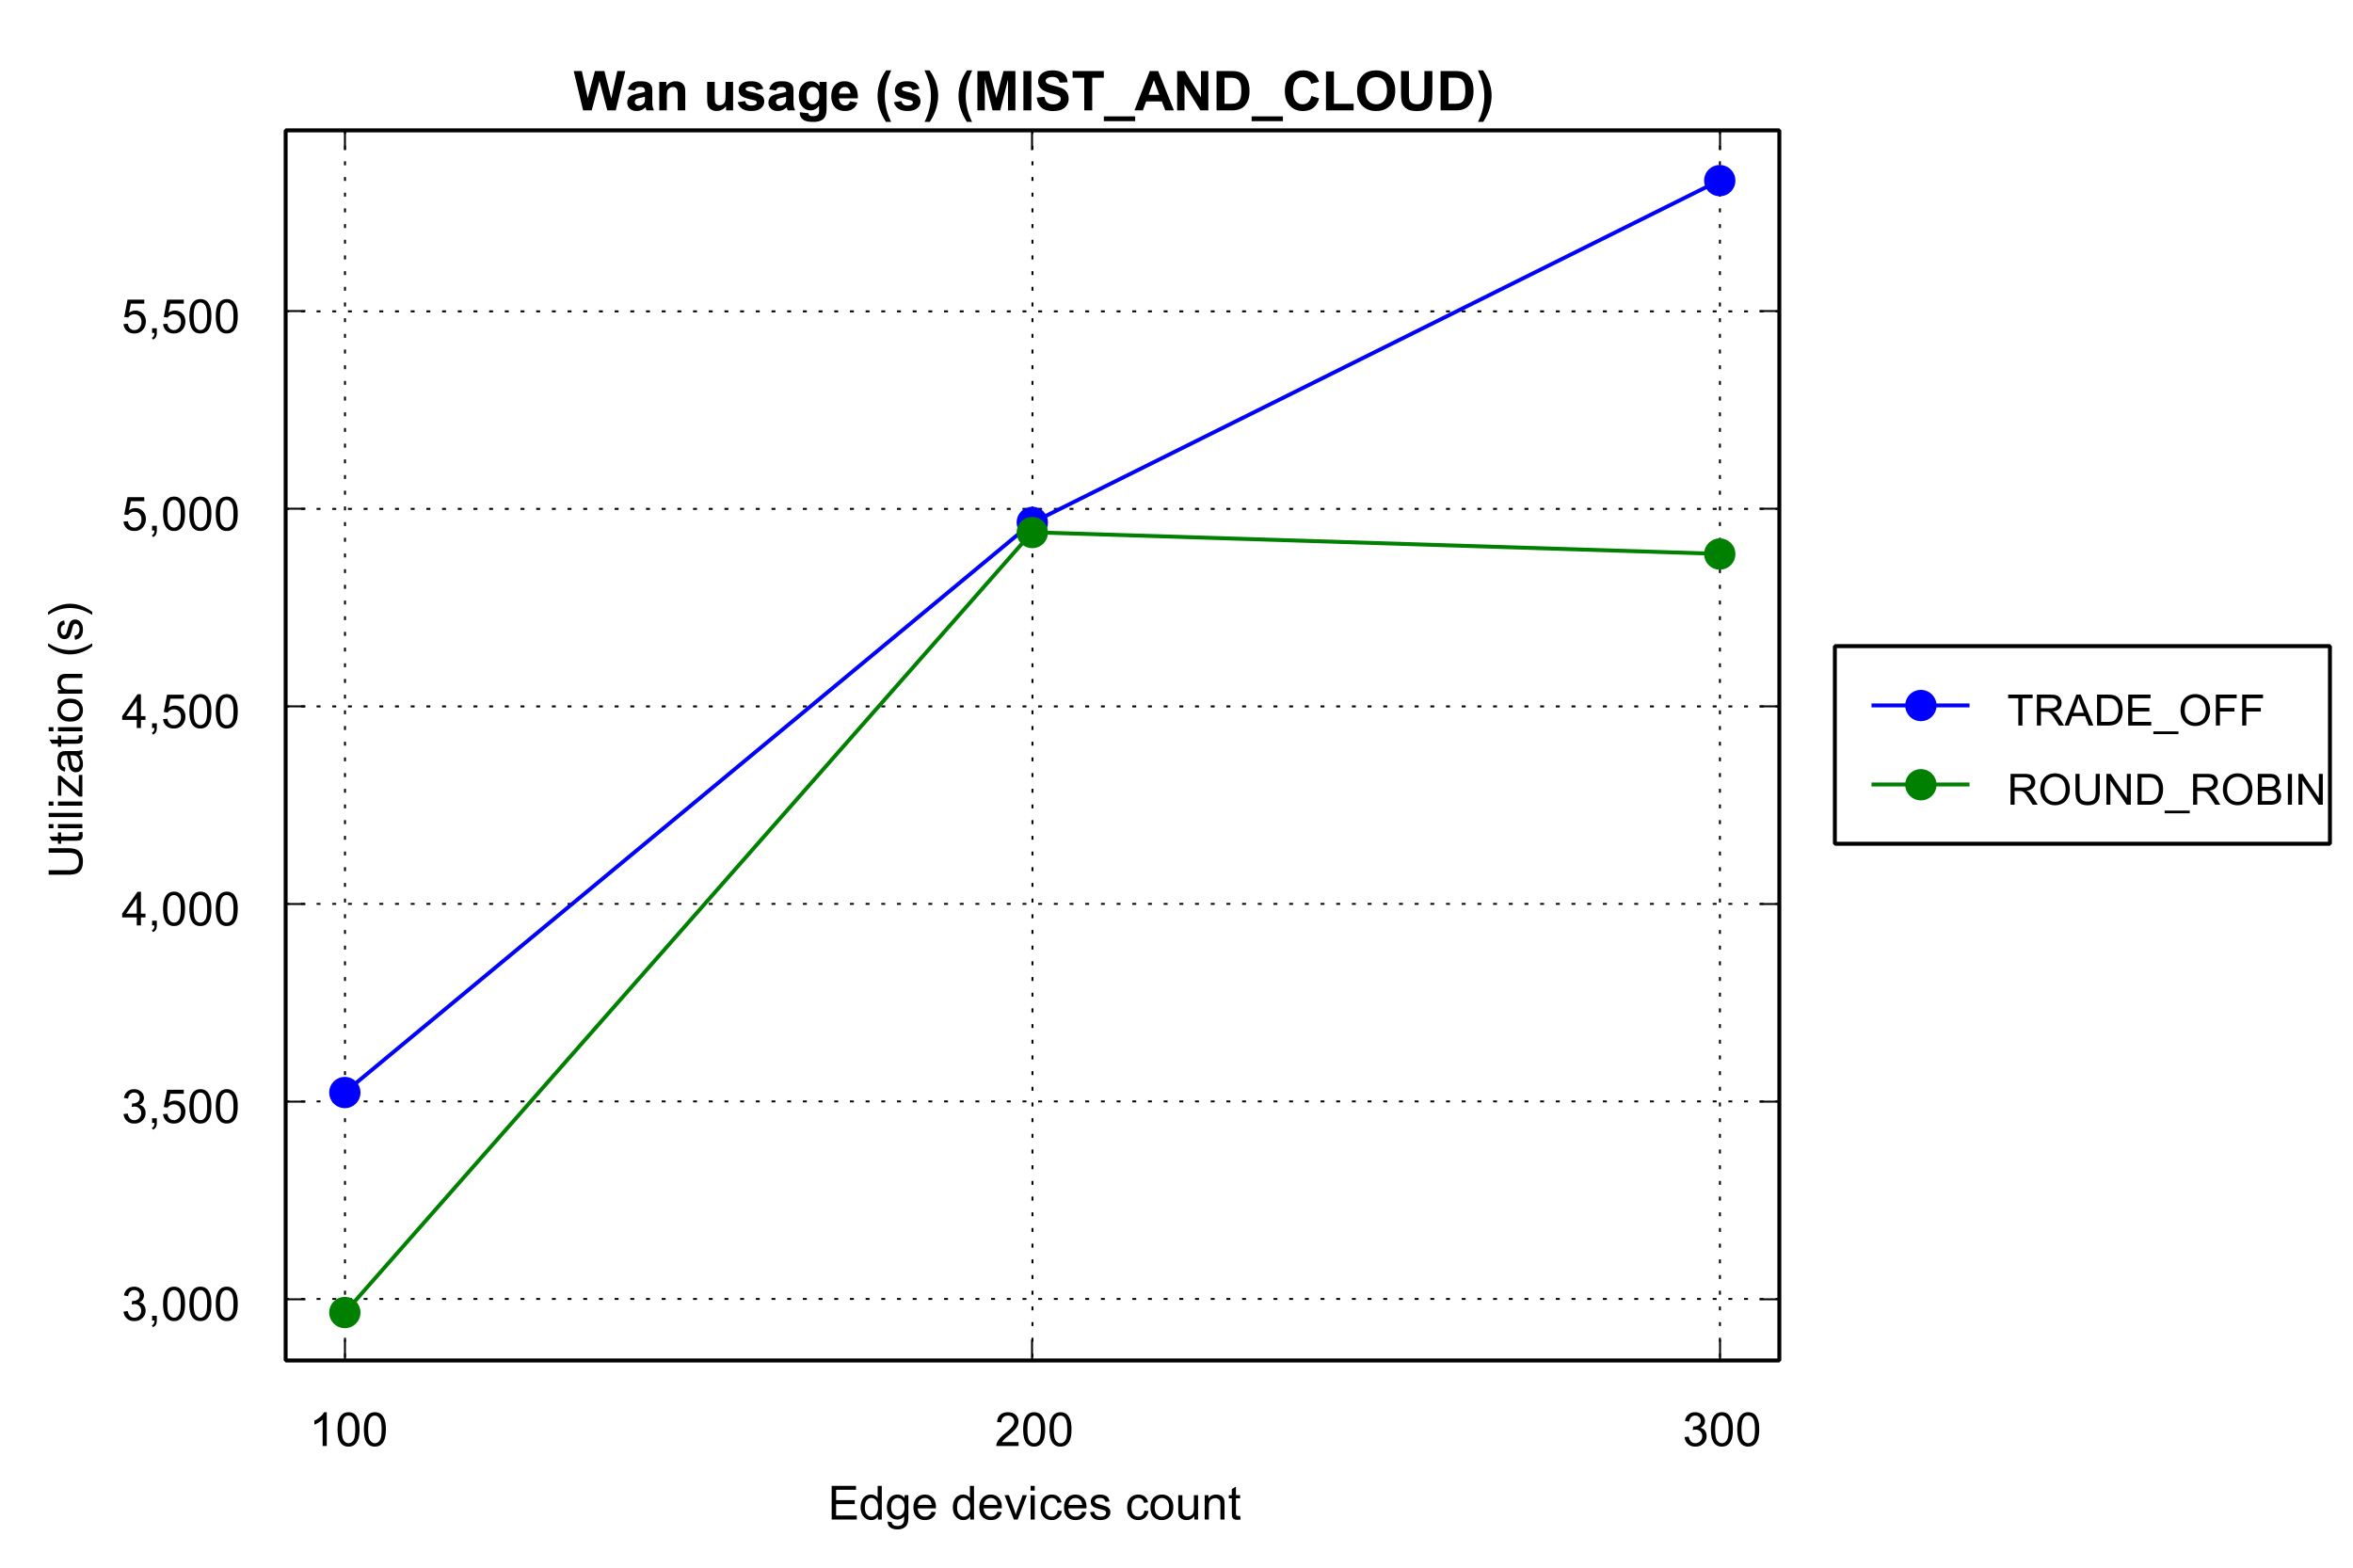 Wan usage (s) (MIST_AND_CLOUD)
5,500
5,000
4,500
4,000
3,500
3,000
Utilization (s)
100 200 300
Edge devices count
TRADE_OFF
ROUND_ROBIN